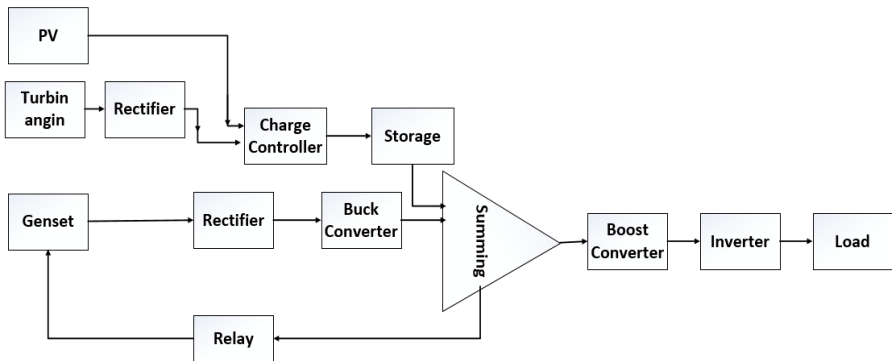 PV
Turbin
angin
Rectifier
Charge
Controller
Storage
Genset
Rectifier
Buck
Converter
Summing
Boost
Converter
Inverter
Load
Relay